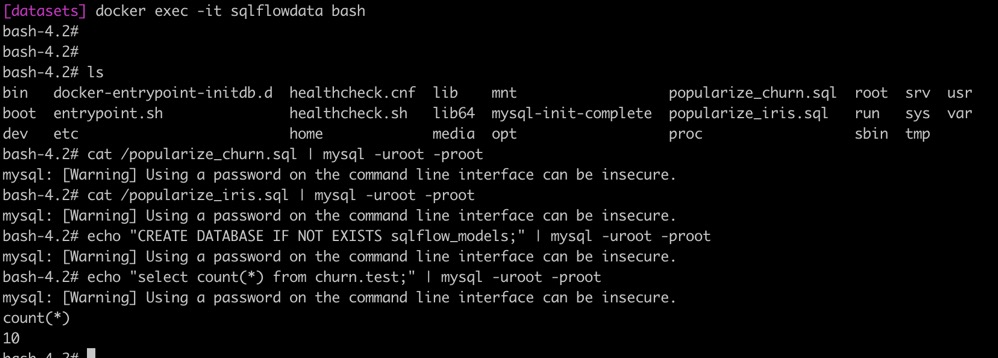 [datasets] docker exec -it sqlflowdata bash
bash-4.2#
bash-4.2#
bash-4.2# ls
bin docker-entrypoint-initdb.d healthcheck.cnf lib mnt popularize_churn.sql root srv usr
boot entrypoint.sh healthcheck.sh lib64 mysql-init-complete popularize_iris.sql run sys var
dev etc home media opt proc sbin tmp
bash-4.2# cat /popularize_churn.sql | mysql -uroot -proot
mysql: [Warning] Using a password on the command line interface can be insecure.
bash-4.2# cat /popularize_iris.sql | mysql -uroot -proot
mysql: [Warning] Using a password on the command line interface can be insecure.
bash-4.2# echo "CREATE DATABASE IF NOT EXISTS sqlflow_models;" | mysql -uroot -proot
mysql: [Warning] Using a password on the command line interface can be insecure.
bash-4.2# echo "select count(*) from churn.test;" | mysql -uroot -proot
mysql: [Warning] Using a password on the command line interface can be insecure.
count(*)
10
bash-4.2#